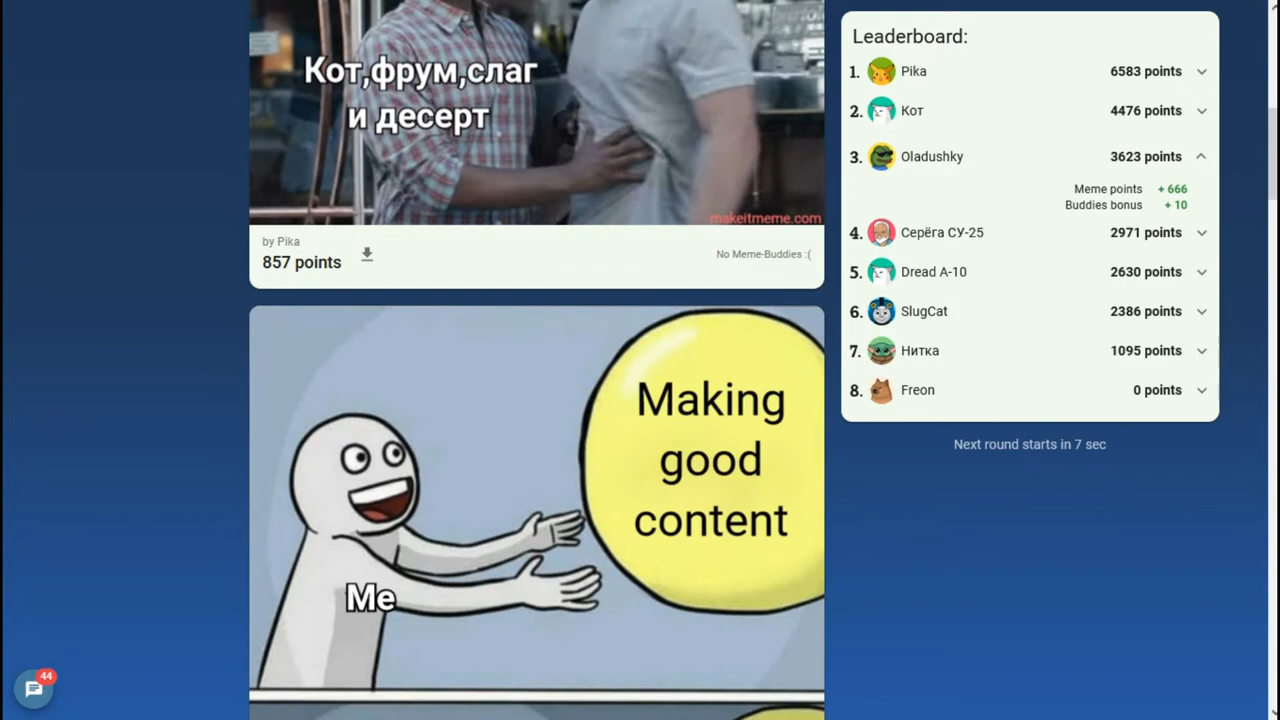 Кот,фрум,слаг
и десерт
makeitmeme.com
by Pika
857 points
No Meme-Buddies :(
Making
good
content
Me
44
Leaderboard:
1. Pika 6583 points
2. Кот 4476 points
3. Oladushky 3623 points
Meme points + 666
Buddies bonus + 10
4. Серёга СУ-25 2971 points
5. Dread A-10 2630 points
6. SlugCat 2386 points
7. Нитка 1095 points
8. Freon 0 points
Next round starts in 7 sec